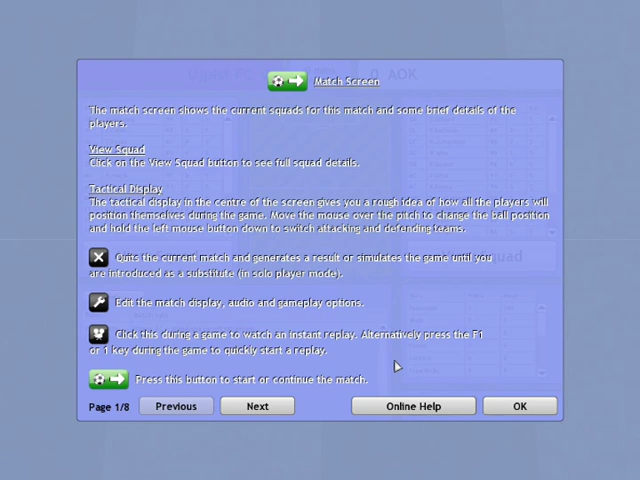 0 AOK
Match Screen
The match screen shows the current squads for this match and some brief details of the
players.
View Squad
Click on the View Squad button to see full squad details.
Tactical Display
The tactical display in the centre of the screen gives you a rough idea of how all the players will
position themselves during the game. Move the mouse over the pitch to change the ball position
and hold the left mouse button down to switch attacking and defending teams.
Quits the current match and generates a result or simulates the game until you
are introduced as a substitute (in solo player mode).
Edit the match display, audio and gameplay options.
Click this during a game to watch an instant replay. Alternatively press the F1
or 1 key during the game to quickly start a replay.
Press this button to start or continue the match.
Page 1/8
Previous
Next
Online Help
OK